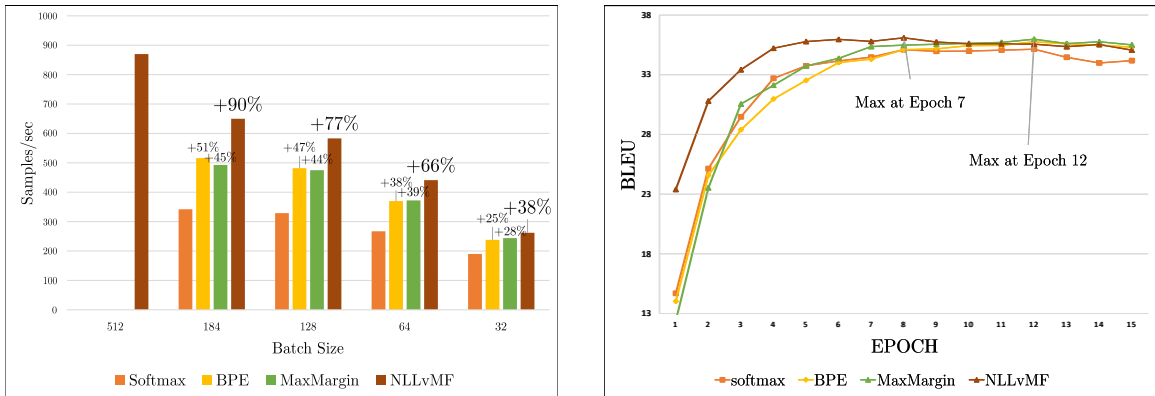 1000
900
800
700
600
500
400
300
200
100
0
Samples/sec
+90%
+51%
+45%
+77%
+47%
+44%
+66%
+38%
+39%
+38%
+25%
+28%
512 184 128 64 32
Batch Size
Softmax BPE MaxMargin NLLvMF
38
33
28
23
18
13
BLEU
Max at Epoch 7
Max at Epoch 12
1 2 3 4 5 6 7 8 9 10 11 12 13 14 15
EPOCH
softmax BPE MaxMargin NLLvMF